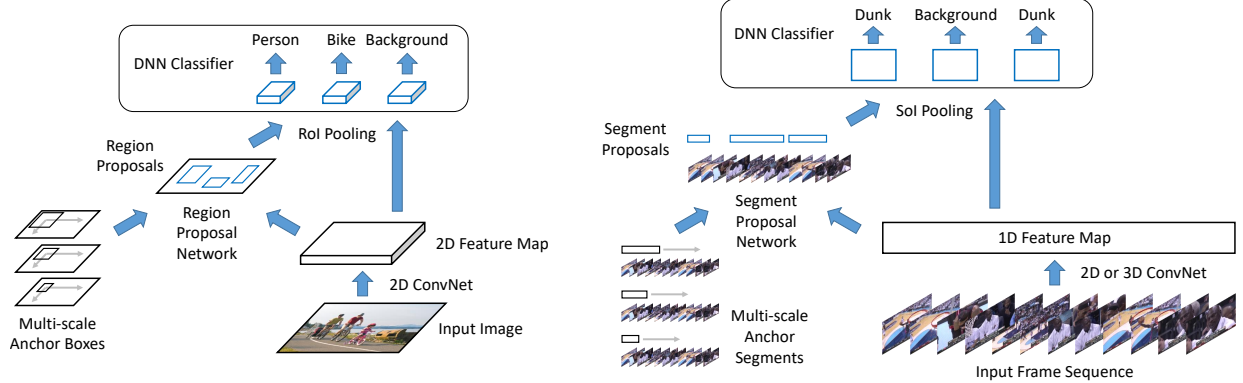 Person Bike Background
DNN Classifier
RoI Pooling
Region
Proposals
Region
Proposal
Network
2D Feature Map
2D ConvNet
Multi-scale
Anchor Boxes
Input Image
Dunk Background Dunk
DNN Classifier
SoI Pooling
Segment
Proposals
Segment
Proposal
Network
1D Feature Map
2D or 3D ConvNet
Multi-scale
Anchor
Segments
Input Frame Sequence